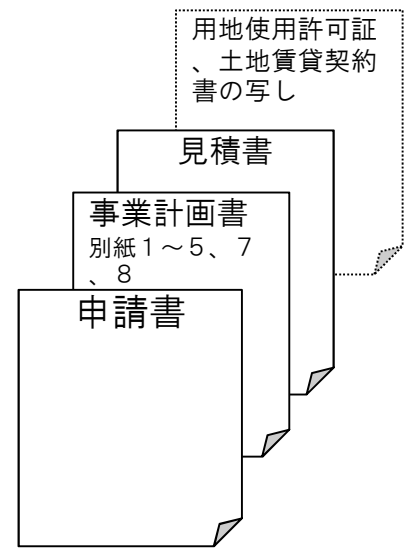 用地使用許可証
、土地賃貸契約
書の写し
見積書
事業計画書
別紙1～5、7
、8
申請書